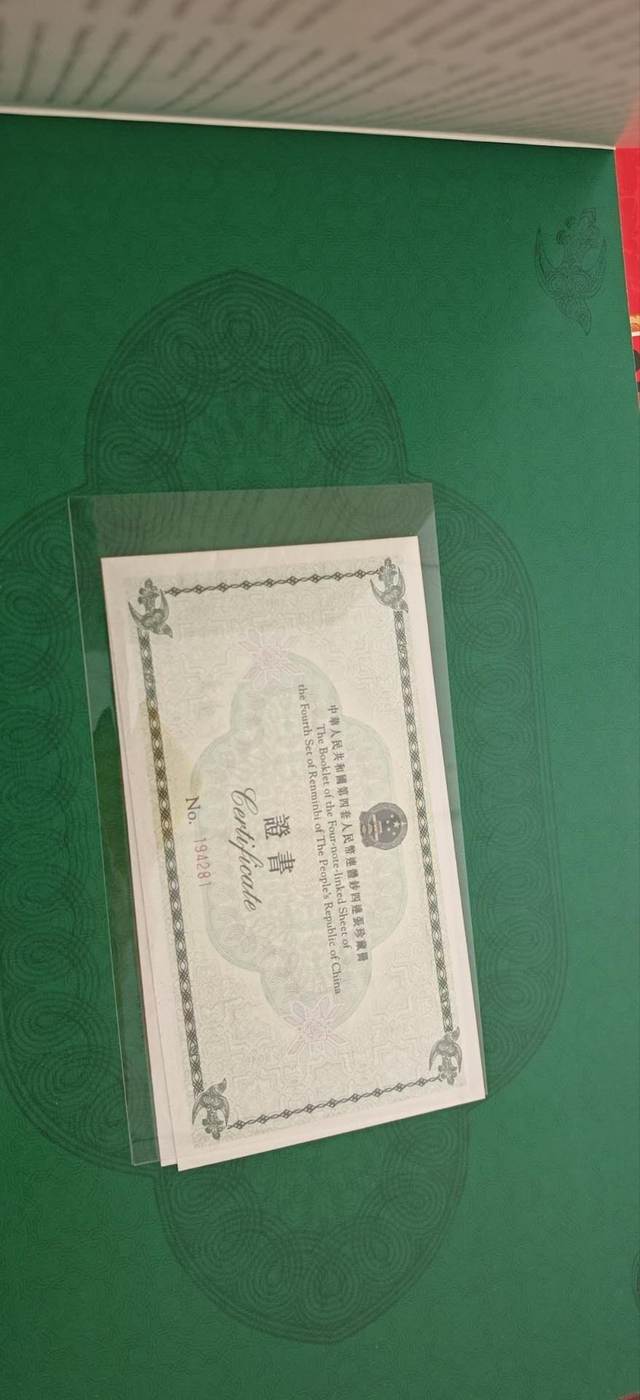 中華人民共和國第四套人民幣連體鈔四連張珍藏冊
The Booklet of the Four-note-linked Sheet of
the Fourth Set of Renminbi of The People's Republic of China
證書
Certificate
No. 194281